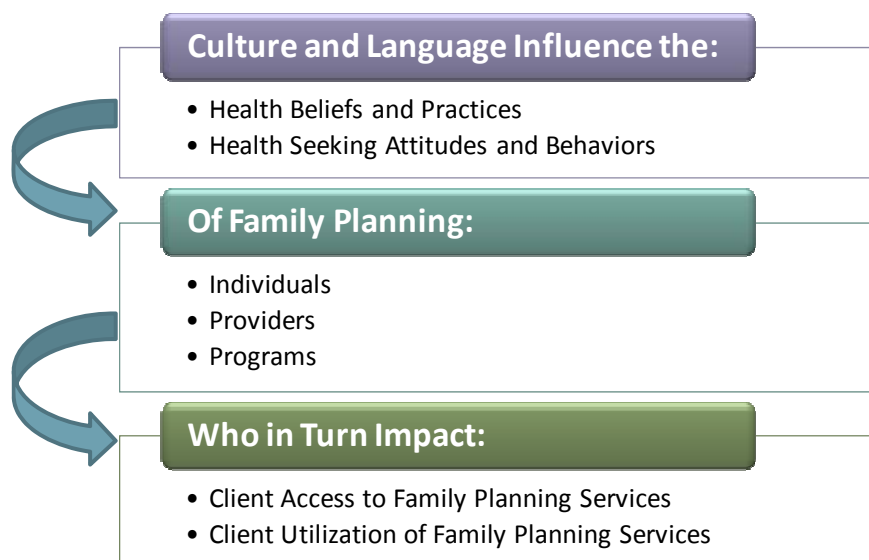 Culture and Language Influence the:
• Health Beliefs and Practices
• Health Seeking Attitudes and Behaviors
Of Family Planning:
• Individuals
• Providers
• Programs
Who in Turn Impact:
• Client Access to Family Planning Services
• Client Utilization of Family Planning Services